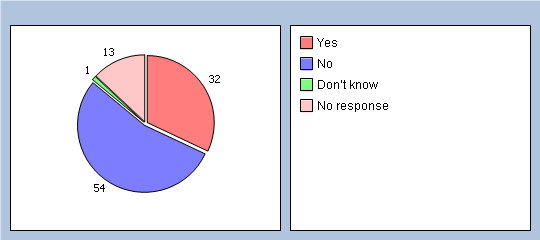 13
1
32
54
Yes
No
Don't know
No response